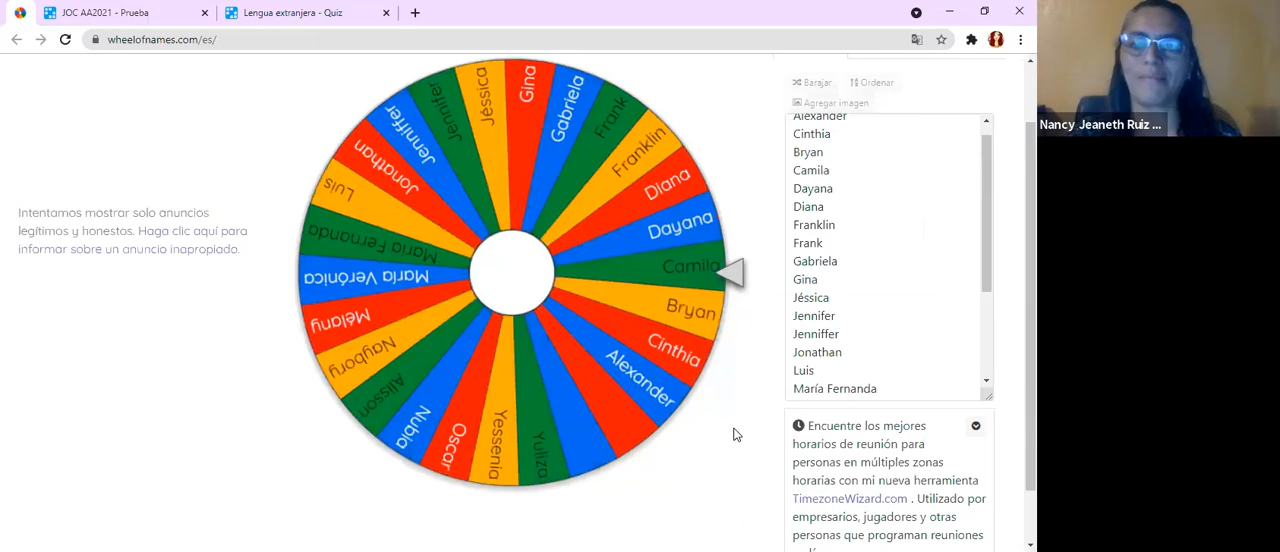 JOC AA2021 - Prueba
Lengua extranjera - Quiz
wheelofnames.com/es/
Intentamos mostrar solo anuncios
legítimos y honestos. Haga clic aquí para
informar sobre un anuncio inapropiado.
Gina
Gabriela
Frank
Franklin
Diana
Dayana
Camila
Bryan
Cinthia
Alexander
Yuliza
Yessenia
Oscar
Nubia
Alisson
Naybory
Mélany
María Verónica
María Fernanda
Luis
Jonathan
Jenniffer
Jennifer
Jéssica
Barajar
Ordenar
Agregar imagen
Alexander
Cinthia
Bryan
Camila
Dayana
Diana
Franklin
Frank
Gabriela
Gina
Jéssica
Jennifer
Jenniffer
Jonathan
Luis
María Fernanda
Encuentre los mejores
horarios de reunión para
personas en múltiples zonas
horarias con mi nueva herramienta
TimezoneWizard.com . Utilizado por
empresarios, jugadores y otras
personas que programan reuniones
Nancy Jeaneth Ruiz ...